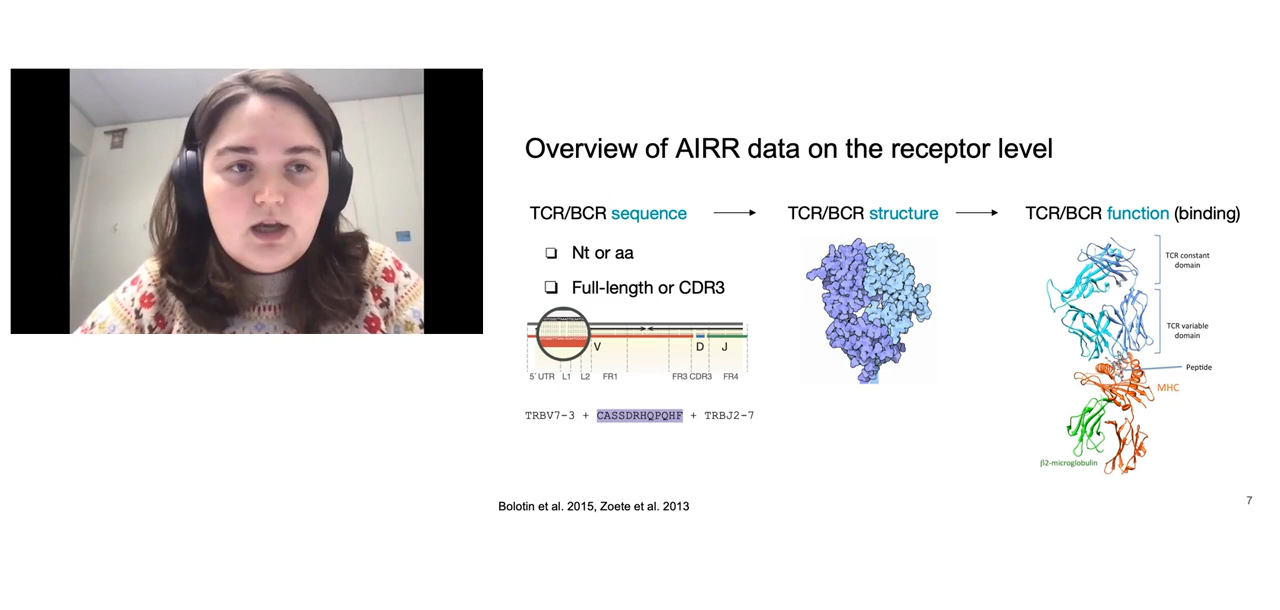 Overview of AIRR data on the receptor level
TCR/BCR sequence
TCR/BCR structure
TCR/BCR function (binding)
Nt or aa
Full-length or CDR3
V
D
J
5' UTR
L1
L2
FR1
FR3
CDR3
FR4
TRBV7-3 + CASSDRHQPQHF + TRBJ2-7
TCR constant
domain
TCR variable
domain
Peptide
MHC
β2-microglobulin
Bolotin et al. 2015, Zoete et al. 2013
7